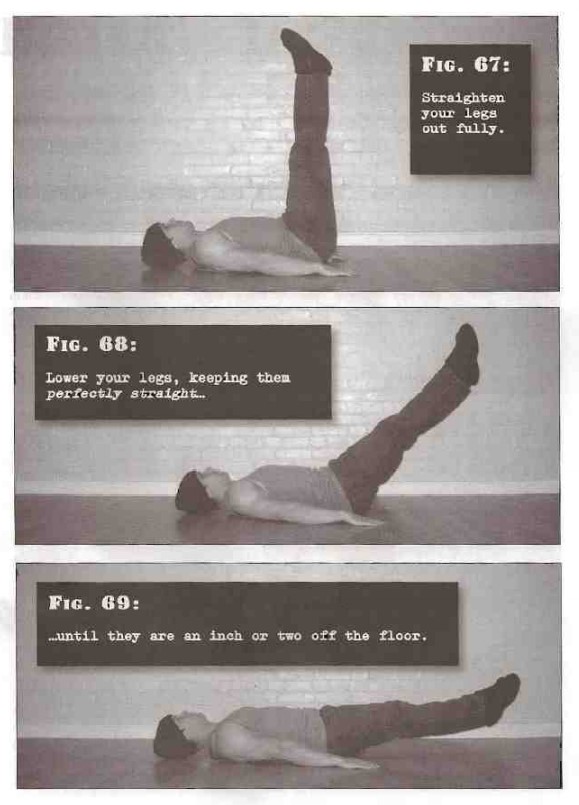 FIG. 67:
Straighten
your legs
out fully.
FIG. 68:
Lower your legs, keeping them
perfectly straight…
FIG. 69:
…until they are an inch or two off the floor.